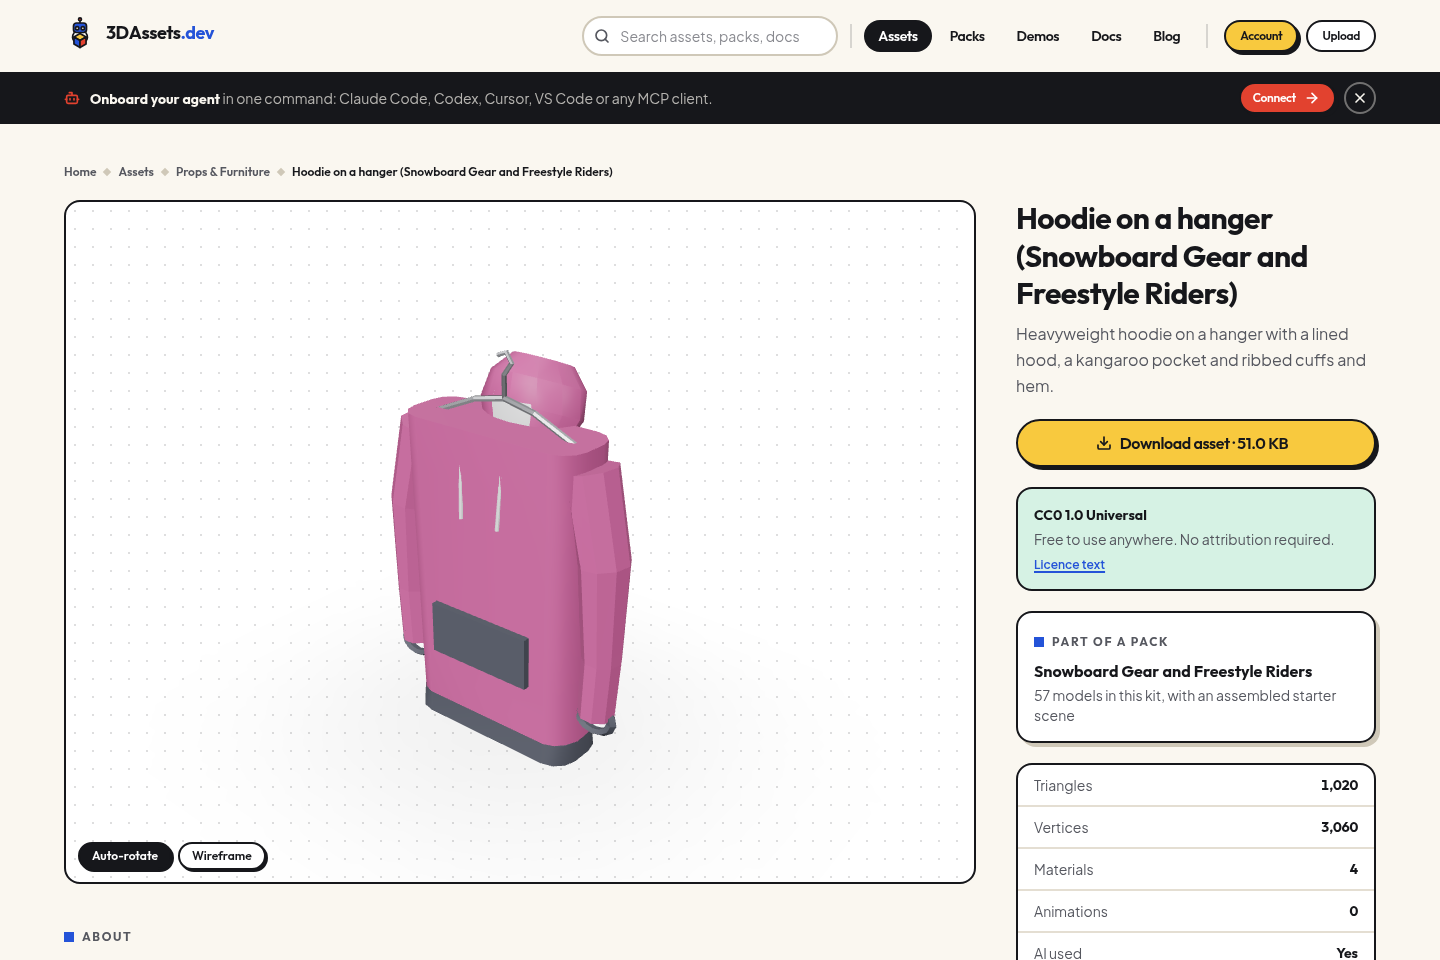 3DAssets.dev
Search assets, packs, docs
Assets
Packs
Demos
Docs
Blog
Account
Upload
Onboard your agent in one command: Claude Code, Codex, Cursor, VS Code or any MCP client.
Connect
Home
Assets
Props & Furniture
Hoodie on a hanger (Snowboard Gear and Freestyle Riders)
Hoodie on a hanger
(Snowboard Gear and
Freestyle Riders)
Heavyweight hoodie on a hanger with a lined
hood, a kangaroo pocket and ribbed cuffs and
hem.
Download asset · 51.0 KB
CC0 1.0 Universal
Free to use anywhere. No attribution required.
Licence text
PART OF A PACK
Snowboard Gear and Freestyle Riders
57 models in this kit, with an assembled starter
scene
Triangles 1,020
Vertices 3,060
Materials 4
Animations 0
AI used Yes
Auto-rotate
Wireframe
ABOUT